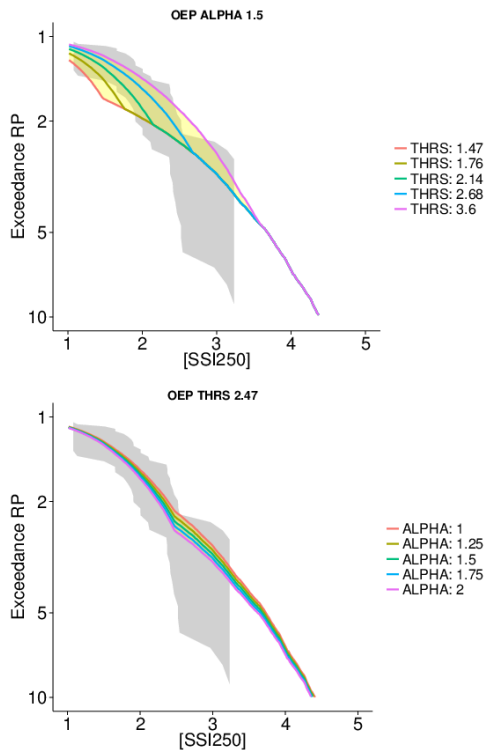 OEP ALPHA 1.5
1
2
5
10
Exceedance RP
1 2 3 4 5
[SSI250]
THRS: 1.47
THRS: 1.76
THRS: 2.14
THRS: 2.68
THRS: 3.6
OEP THRS 2.47
1
2
5
10
Exceedance RP
1 2 3 4 5
[SSI250]
ALPHA: 1
ALPHA: 1.25
ALPHA: 1.5
ALPHA: 1.75
ALPHA: 2